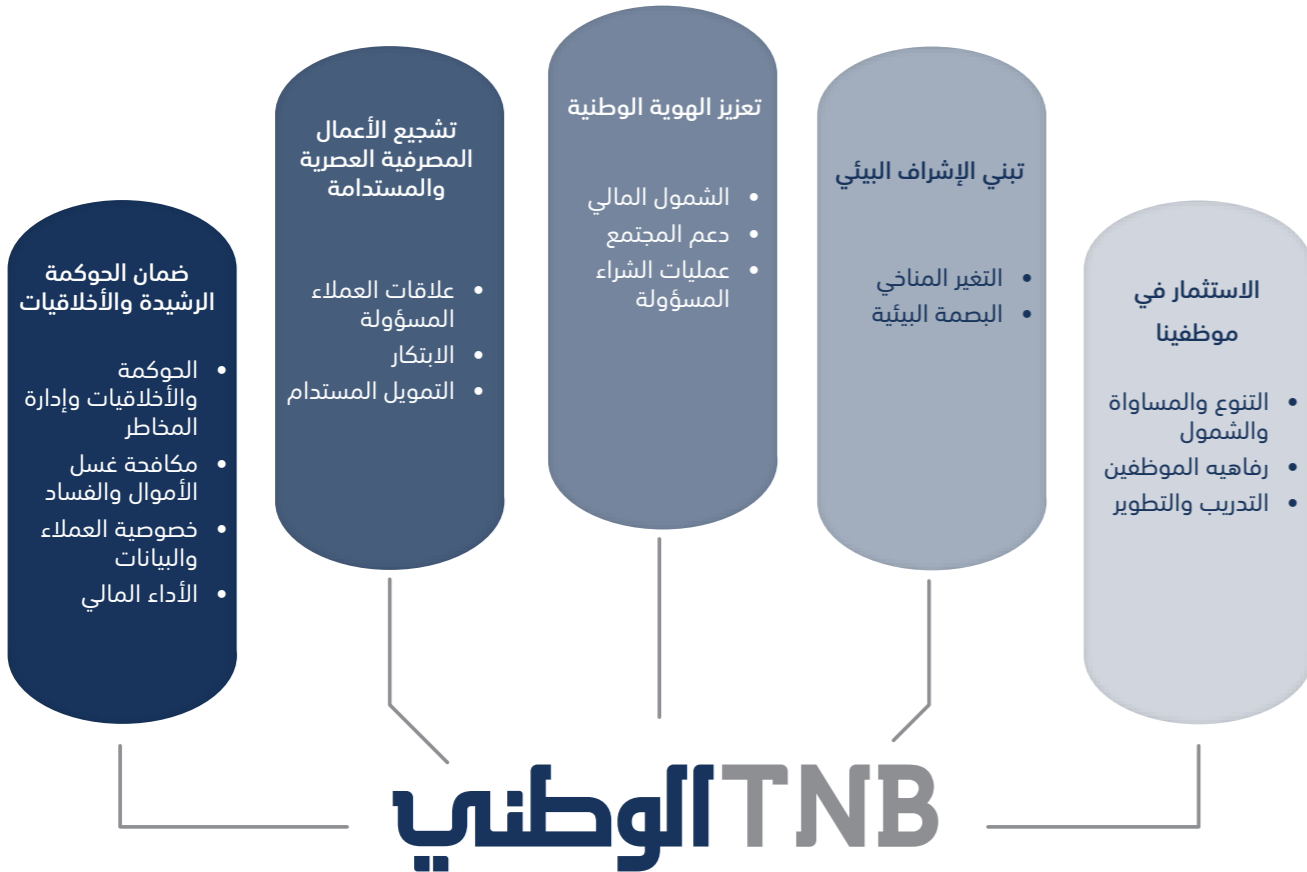 الاستثمار في
موظفينا
التنوع والمساواة
والشمول
رفاهيه الموظفين
التدريب والتطوير
تبني الإشراف البيئي
التغير المناخي
البصمة البيئية
تعزيز الهوية الوطنية
الشمول المالي
دعم المجتمع
عمليات الشراء
المسؤولة
تشجيع الأعمال
المصرفية العصرية
والمستدامة
علاقات العملاء
المسؤولة
الابتكار
التمويل المستدام
ضمان الحوكمة
الرشيدة والأخلاقيات
الحوكمة
والأخلاقيات وإدارة
المخاطر
مكافحة غسل
الأموال والفساد
خصوصية العملاء
والبيانات
الأداء المالي
الوطني TNB